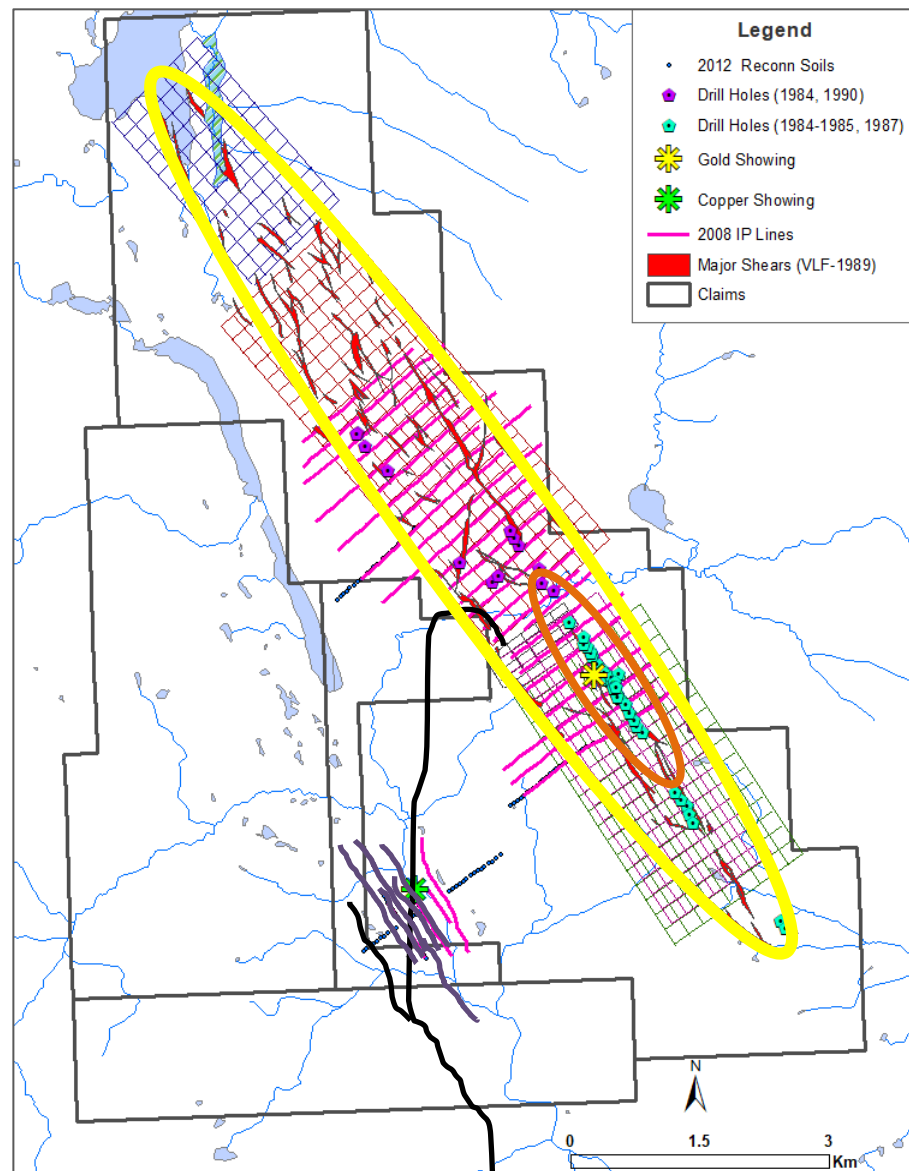 Legend
2012 Reconn Soils
Drill Holes (1984, 1990)
Drill Holes (1984-1985, 1987)
Gold Showing
Copper Showing
2008 IP Lines
Major Shears (VLF-1989)
Claims
N
0 1.5 3
Km